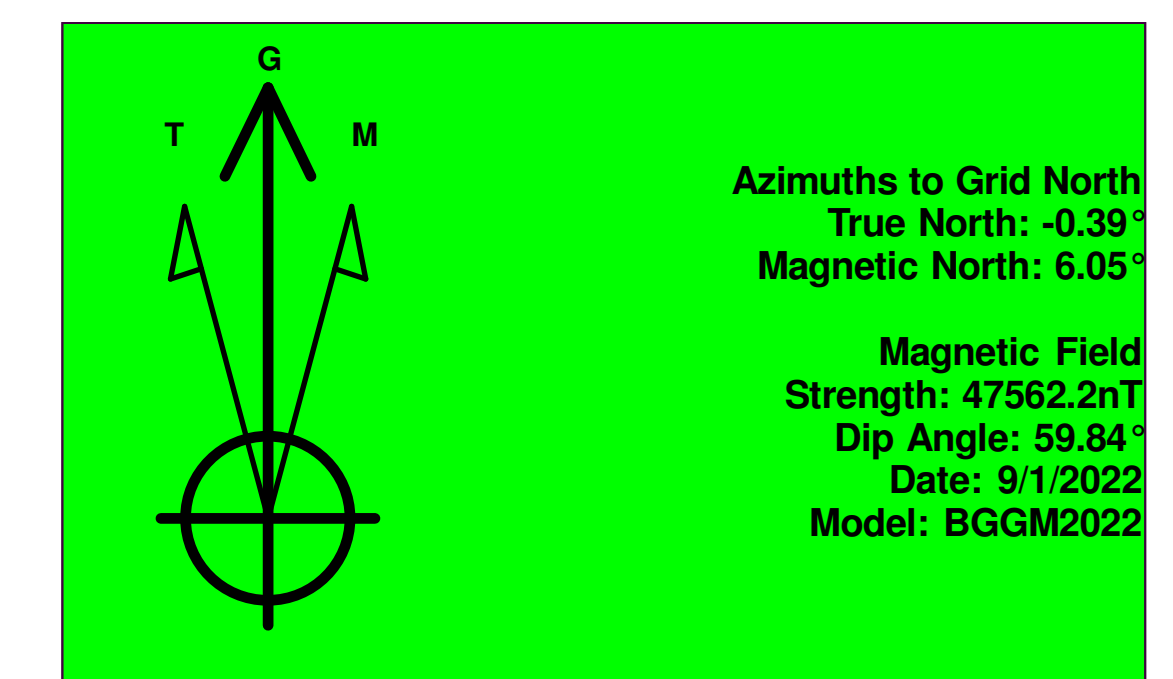 G
T
M
Azimuths to Grid North
True North: -0.39°
Magnetic North: 6.05°
Magnetic Field
Strength: 47562.2nT
Dip Angle: 59.84°
Date: 9/1/2022
Model: BGGM2022